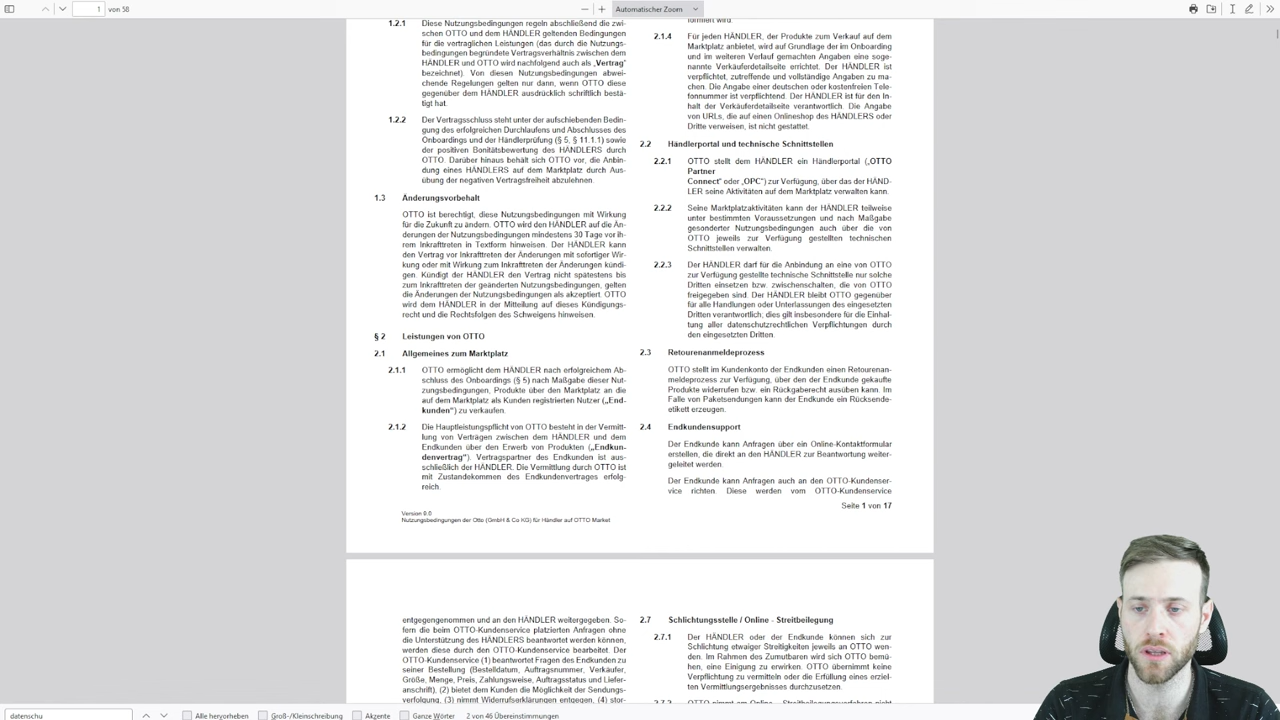 1 von 58
Automatischer Zoom
1.2.1 Diese Nutzungsbedingungen regeln abschließend die zwi-
schen OTTO und dem HÄNDLER geltenden Bedingungen
für die vertraglichen Leistungen (das durch die Nutzungs-
bedingungen begründete Vertragsverhältnis zwischen dem
HÄNDLER und OTTO wird nachfolgend auch als „Vertrag“
bezeichnet). Von diesen Nutzungsbedingungen abwei-
chende Regelungen gelten nur dann, wenn OTTO diese
gegenüber dem HÄNDLER ausdrücklich schriftlich bestä-
tigt hat.
1.2.2 Der Vertragsschluss steht unter der aufschiebenden Bedin-
gung des erfolgreichen Durchlaufens und Abschlusses des
Onboardings und der Händlerprüfung (§ 5, § 11.1.1) sowie
der positiven Bonitätsbewertung des HÄNDLERS durch
OTTO. Darüber hinaus behält sich OTTO vor, die Anbin-
dung eines HÄNDLERS auf dem Marktplatz durch Aus-
übung der negativen Vertragsfreiheit abzulehnen.
1.3 Änderungsvorbehalt
OTTO ist berechtigt, diese Nutzungsbedingungen mit Wirkung
für die Zukunft zu ändern. OTTO wird den HÄNDLER auf die Än-
derungen der Nutzungsbedingungen mindestens 30 Tage vor ih-
rem Inkrafttreten in Textform hinweisen. Der HÄNDLER kann
den Vertrag vor Inkrafttreten der Änderungen mit sofortiger Wir-
kung oder mit Wirkung zum Inkrafttreten der Änderungen kündi-
gen. Kündigt der HÄNDLER den Vertrag nicht spätestens bis
zum Inkrafttreten der geänderten Nutzungsbedingungen, gelten
die Änderungen der Nutzungsbedingungen als akzeptiert. OTTO
wird dem HÄNDLER in der Mitteilung auf dieses Kündigungs-
recht und die Rechtsfolgen des Schweigens hinweisen.
§ 2 Leistungen von OTTO
2.1 Allgemeines zum Marktplatz
2.1.1 OTTO ermöglicht dem HÄNDLER nach erfolgreichem Ab-
schluss des Onboardings (§ 5) nach Maßgabe dieser Nut-
zungsbedingungen, Produkte über den Marktplatz an die
auf dem Marktplatz als Kunden registrierten Nutzer („End-
kunden“) zu verkaufen.
2.1.2 Die Hauptleistungspflicht von OTTO besteht in der Vermitt-
lung von Verträgen zwischen dem HÄNDLER und dem
Endkunden über den Erwerb von Produkten („Endkun-
denvertrag“). Vertragspartner des Endkunden ist aus-
schließlich der HÄNDLER. Die Vermittlung durch OTTO ist
mit Zustandekommen des Endkundenvertrages erfolg-
reich.
formiert wird.
2.1.4 Für jeden HÄNDLER, der Produkte zum Verkauf auf dem
Marktplatz anbietet, wird auf Grundlage der im Onboarding
und im weiteren Verlauf gemachten Angaben eine soge-
nannte Verkäuferdetailseite errichtet. Der HÄNDLER ist
verpflichtet, zutreffende und vollständige Angaben zu ma-
chen. Die Angabe einer deutschen oder kostenfreien Tele-
fonnummer ist verpflichtend. Der HÄNDLER ist für den In-
halt der Verkäuferdetailseite verantwortlich. Die Angabe
von URLs, die auf einen Onlineshop des HÄNDLERS oder
Dritte verweisen, ist nicht gestattet.
2.2 Händlerportal und technische Schnittstellen
2.2.1 OTTO stellt dem HÄNDLER ein Händlerportal („OTTO
Partner
Connect“ oder „OPC“) zur Verfügung, über das der HÄND-
LER seine Aktivitäten auf dem Marktplatz verwalten kann.
2.2.2 Seine Marktplatzaktivitäten kann der HÄNDLER teilweise
unter bestimmten Voraussetzungen und nach Maßgabe
gesonderter Nutzungsbedingungen auch über die von
OTTO jeweils zur Verfügung gestellten technischen
Schnittstellen verwalten.
2.2.3 Der HÄNDLER darf für die Anbindung an eine von OTTO
zur Verfügung gestellte technische Schnittstelle nur solche
Dritten einsetzen bzw. zwischenschalten, die von OTTO
freigegeben sind. Der HÄNDLER bleibt OTTO gegenüber
für alle Handlungen oder Unterlassungen des eingesetzten
Dritten verantwortlich; dies gilt insbesondere für die Einhal-
tung aller datenschutzrechtlichen Verpflichtungen durch
den eingesetzten Dritten.
2.3 Retourenanmeldeprozess
OTTO stellt im Kundenkonto der Endkunden einen Retourenan-
meldeprozess zur Verfügung, über den der Endkunde gekaufte
Produkte widerrufen bzw. ein Rückgaberecht ausüben kann. Im
Falle von Paketsendungen kann der Endkunde ein Rücksende-
etikett erzeugen.
2.4 Endkundensupport
Der Endkunde kann Anfragen über ein Online-Kontaktformular
erstellen, die direkt an den HÄNDLER zur Beantwortung weiter-
geleitet werden.
Der Endkunde kann Anfragen auch an den OTTO-Kundenser-
vice richten. Diese werden vom OTTO-Kundenservice
Seite 1 von 17
Version 9.0
Nutzungsbedingungen der Otto (GmbH & Co KG) für Händler auf OTTO Market
entgegengenommen und an den HÄNDLER weitergegeben. So-
fern die beim OTTO-Kundenservice platzierten Anfragen ohne
die Unterstützung des HÄNDLERS beantwortet werden können,
werden diese durch den OTTO-Kundenservice bearbeitet. Der
OTTO-Kundenservice (1) beantwortet Fragen des Endkunden zu
seiner Bestellung (Bestelldatum, Auftragsnummer, Verkäufer,
Größe, Menge, Preis, Zahlungsweise, Auftragsstatus und Liefer-
anschrift), (2) bietet dem Kunden die Möglichkeit der Sendungs-
verfolgung, (3) nimmt Widerrufserklärungen entgegen, (4) stor-
2.7 Schlichtungsstelle / Online - Streitbeilegung
2.7.1 Der HÄNDLER oder der Endkunde können sich zur
Schlichtung etwaiger Streitigkeiten jeweils an OTTO wen-
den. Im Rahmen des Zumutbaren wird sich OTTO bemü-
hen, eine Einigung zu erwirken. OTTO übernimmt keine
Verpflichtung zu vermitteln oder die Erfüllung eines erziel-
ten Vermittlungsergebnisses durchzusetzen.
2.7.2 OTTO nimmt am Online - Streitbeilegungsverfahren nicht
datenschu
Alle hervorheben Groß-/Kleinschreibung Akzente Ganze Wörter 2 von 46 Übereinstimmungen